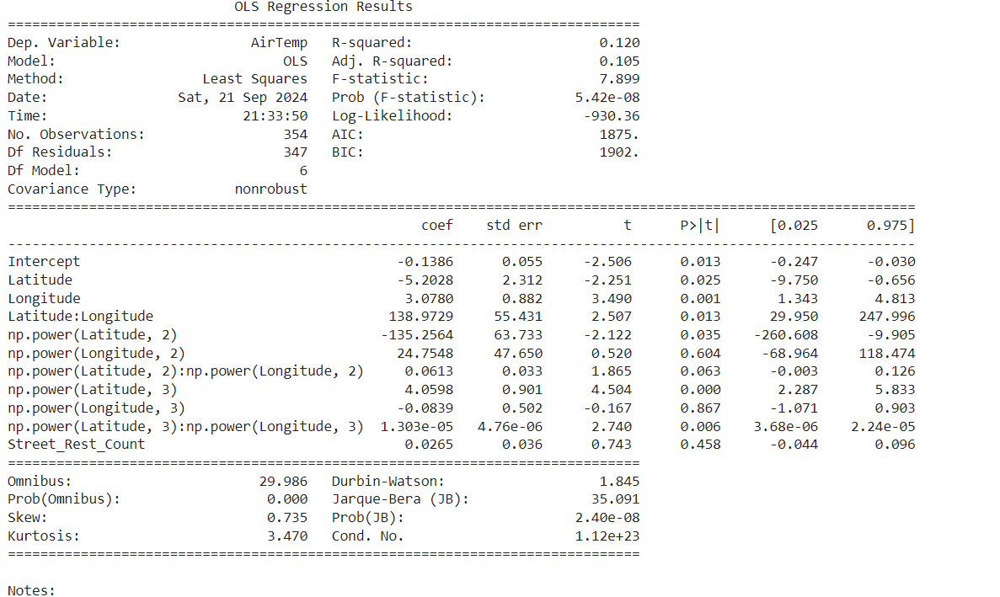 OLS Regression Results
==============================================================================
Dep. Variable: AirTemp R-squared: 0.120
Model: OLS Adj. R-squared: 0.105
Method: Least Squares F-statistic: 7.899
Date: Sat, 21 Sep 2024 Prob (F-statistic): 5.42e-08
Time: 21:33:50 Log-Likelihood: -930.36
No. Observations: 354 AIC: 1875.
Df Residuals: 347 BIC: 1902.
Df Model: 6
Covariance Type: nonrobust
================================================================================================================
coef std err t P>|t| [0.025 0.975]
----------------------------------------------------------------------------------------------------------------
Intercept -0.1386 0.055 -2.506 0.013 -0.247 -0.030
Latitude -5.2028 2.312 -2.251 0.025 -9.750 -0.656
Longitude 3.0780 0.882 3.490 0.001 1.343 4.813
Latitude:Longitude 138.9729 55.431 2.507 0.013 29.950 247.996
np.power(Latitude, 2) -135.2564 63.733 -2.122 0.035 -260.608 -9.905
np.power(Longitude, 2) 24.7548 47.650 0.520 0.604 -68.964 118.474
np.power(Latitude, 2):np.power(Longitude, 2) 0.0613 0.033 1.865 0.063 -0.003 0.126
np.power(Latitude, 3) 4.0598 0.901 4.504 0.000 2.287 5.833
np.power(Longitude, 3) -0.0839 0.502 -0.167 0.867 -1.071 0.903
np.power(Latitude, 3):np.power(Longitude, 3) 1.303e-05 4.76e-06 2.740 0.006 3.68e-06 2.24e-05
Street_Rest_Count 0.0265 0.036 0.743 0.458 -0.044 0.096
==============================================================================
Omnibus: 29.986 Durbin-Watson: 1.845
Prob(Omnibus): 0.000 Jarque-Bera (JB): 35.091
Skew: 0.735 Prob(JB): 2.40e-08
Kurtosis: 3.470 Cond. No. 1.12e+23
==============================================================================
Notes: